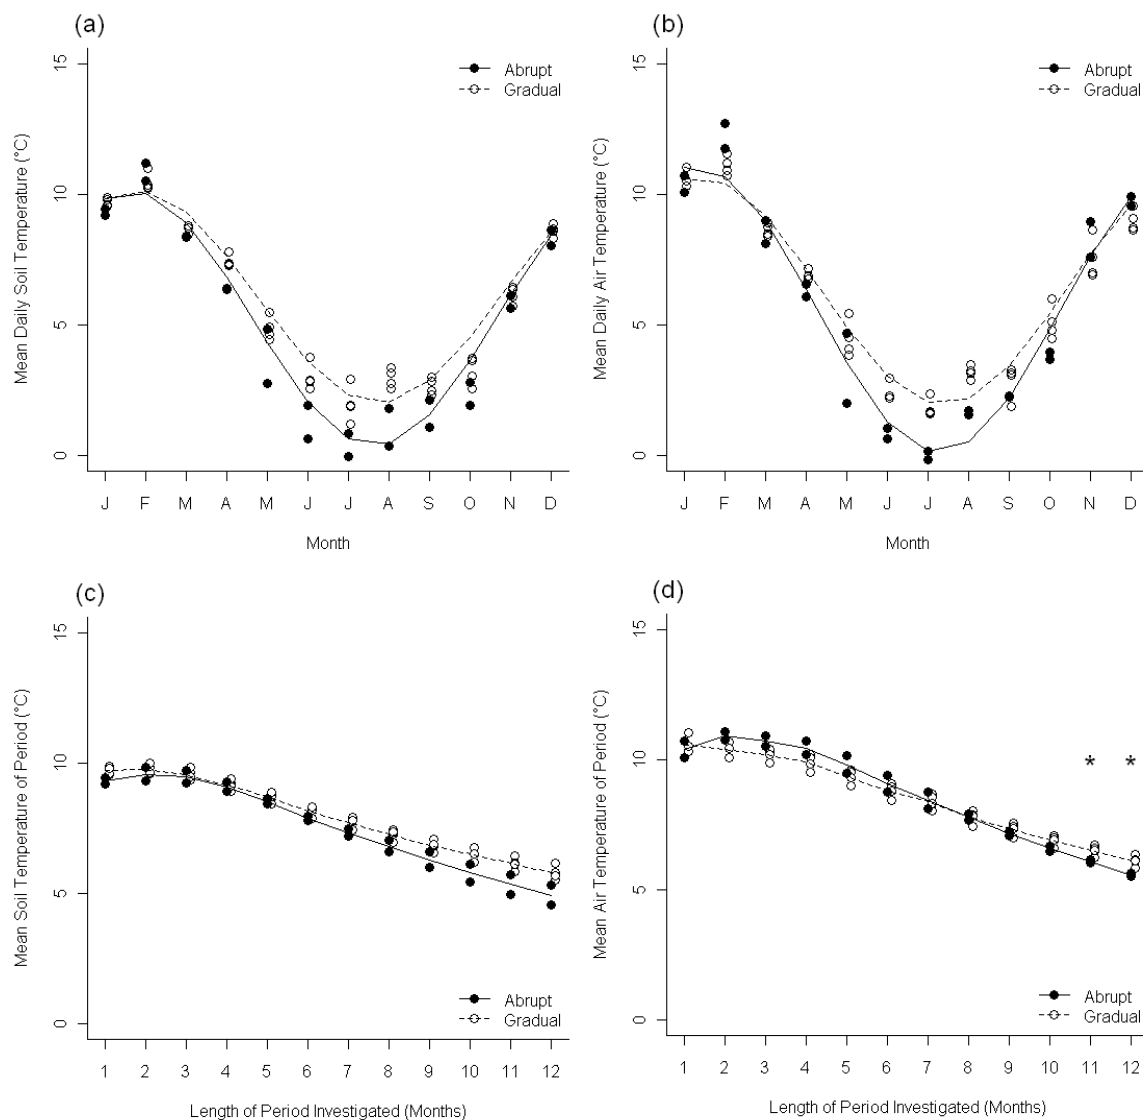 (a)
Mean Daily Soil Temperature (°C)
15
10
5
0
Abrupt
Gradual
J F M A M J J A S O N D
Month
(b)
Mean Daily Air Temperature (°C)
15
10
5
0
Abrupt
Gradual
J F M A M J J A S O N D
Month
(c)
Mean Soil Temperature of Period (°C)
15
10
5
0
Abrupt
Gradual
1 2 3 4 5 6 7 8 9 10 11 12
Length of Period Investigated (Months)
(d)
Mean Air Temperature of Period (°C)
15
10
5
0
* *
Abrupt
Gradual
1 2 3 4 5 6 7 8 9 10 11 12
Length of Period Investigated (Months)